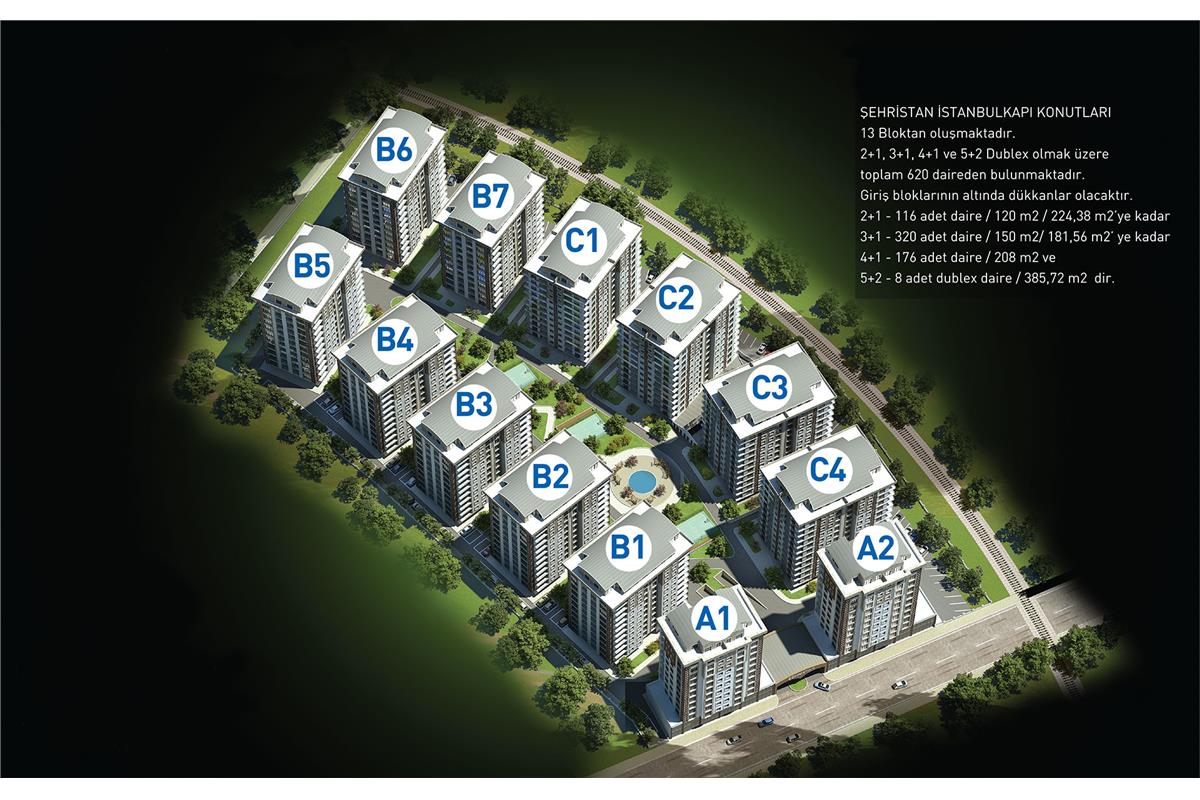 ŞEHRİSTAN İSTANBULKAPI KONUTLARI
13 Bloktan oluşmaktadır.
2+1, 3+1, 4+1 ve 5+2 Dublex olmak üzere
toplam 620 daireden bulunmaktadır.
Giriş bloklarının altında dükkanlar olacaktır.
2+1 - 116 adet daire / 120 m2 / 224,38 m2'ye kadar
3+1 - 320 adet daire / 150 m2/ 181,56 m2' ye kadar
4+1 - 176 adet daire / 208 m2 ve
5+2 - 8 adet dublex daire / 385,72 m2  dir.
B6
B7
C1
B5
C2
B4
C3
B3
C4
B2
B1
A2
A1